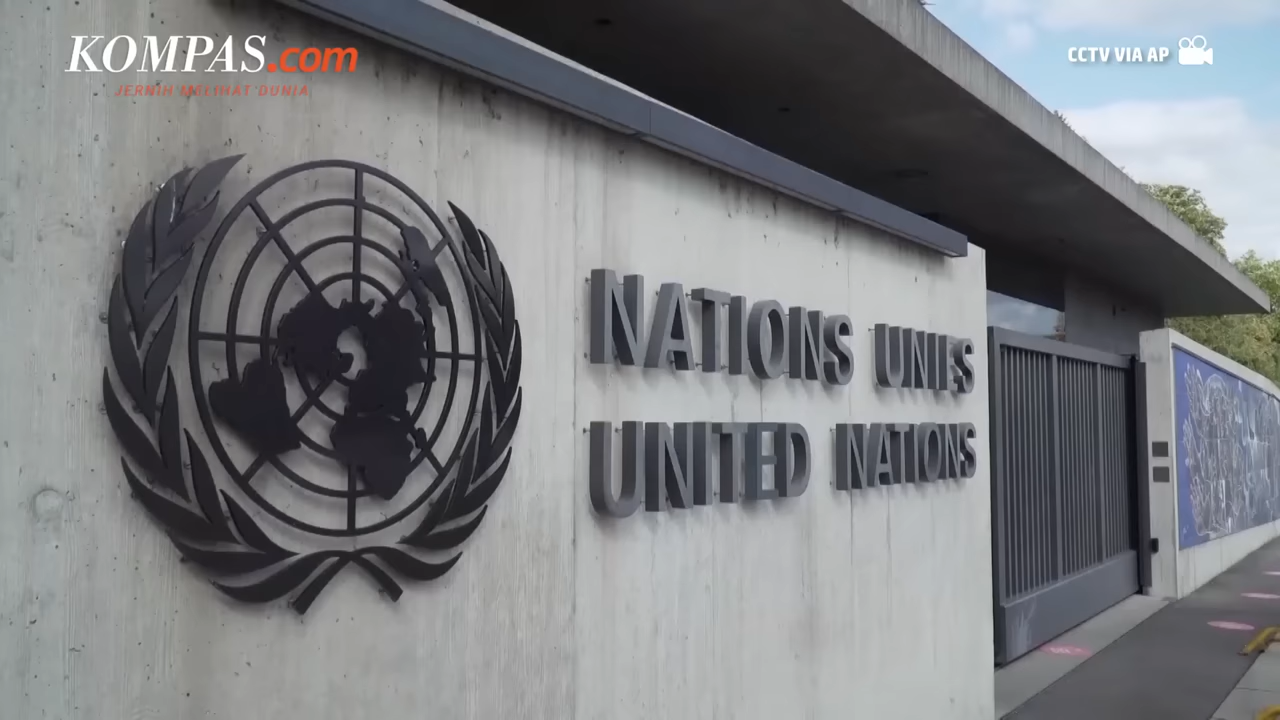 KOMPAS.com
JERNIH MELIHAT DUNIA
CCTV VIA AP
NATIONS UNIES
UNITED NATIONS